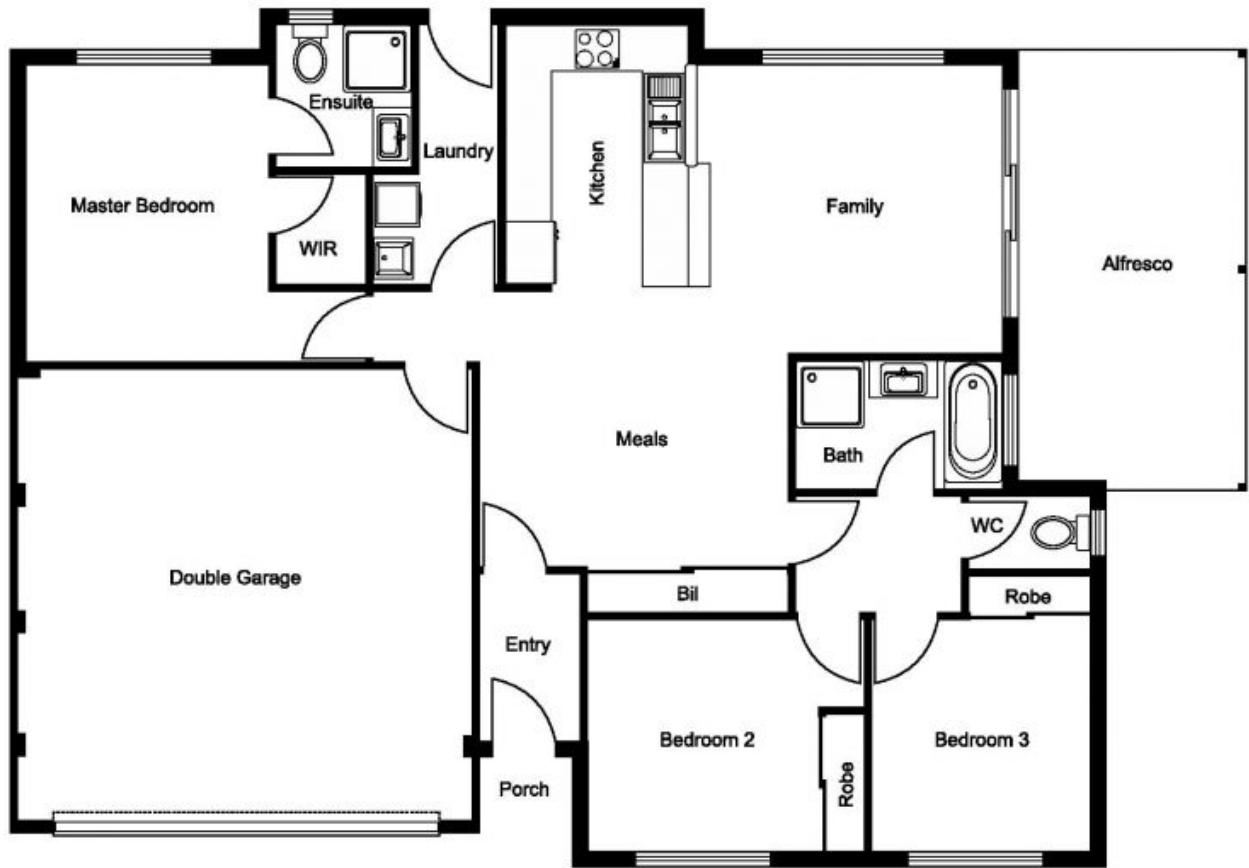 Ensuite
Laundry
Kitchen
Master Bedroom
WIR
Family
Alfresco
Meals
Bath
WC
Double Garage
Bil
Robe
Entry
Bedroom 2
Robe
Bedroom 3
Porch